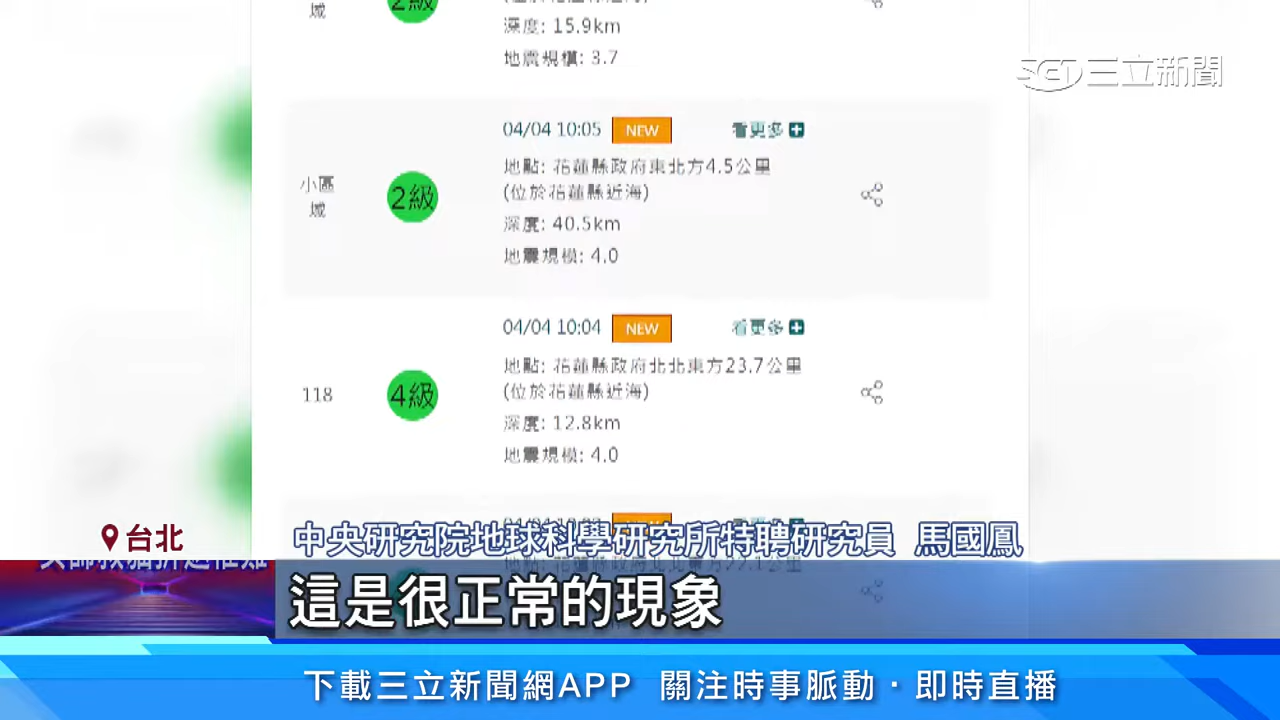 城
2級
深度: 15.9km
地震規模: 3.7
SET 三立新聞
04/04 10:05 NEW 看更多
小區
域
2級
地點: 花蓮縣政府東北方4.5公里
(位於花蓮縣近海)
深度: 40.5km
地震規模: 4.0
04/04 10:04 NEW 看更多
118
4級
地點: 花蓮縣政府北北東方23.7公里
(位於花蓮縣近海)
深度: 12.8km
地震規模: 4.0
台北
中央研究院地球科學研究所特聘研究員 馬國鳳
這是很正常的現象
下載三立新聞網APP 關注時事脈動·即時直播